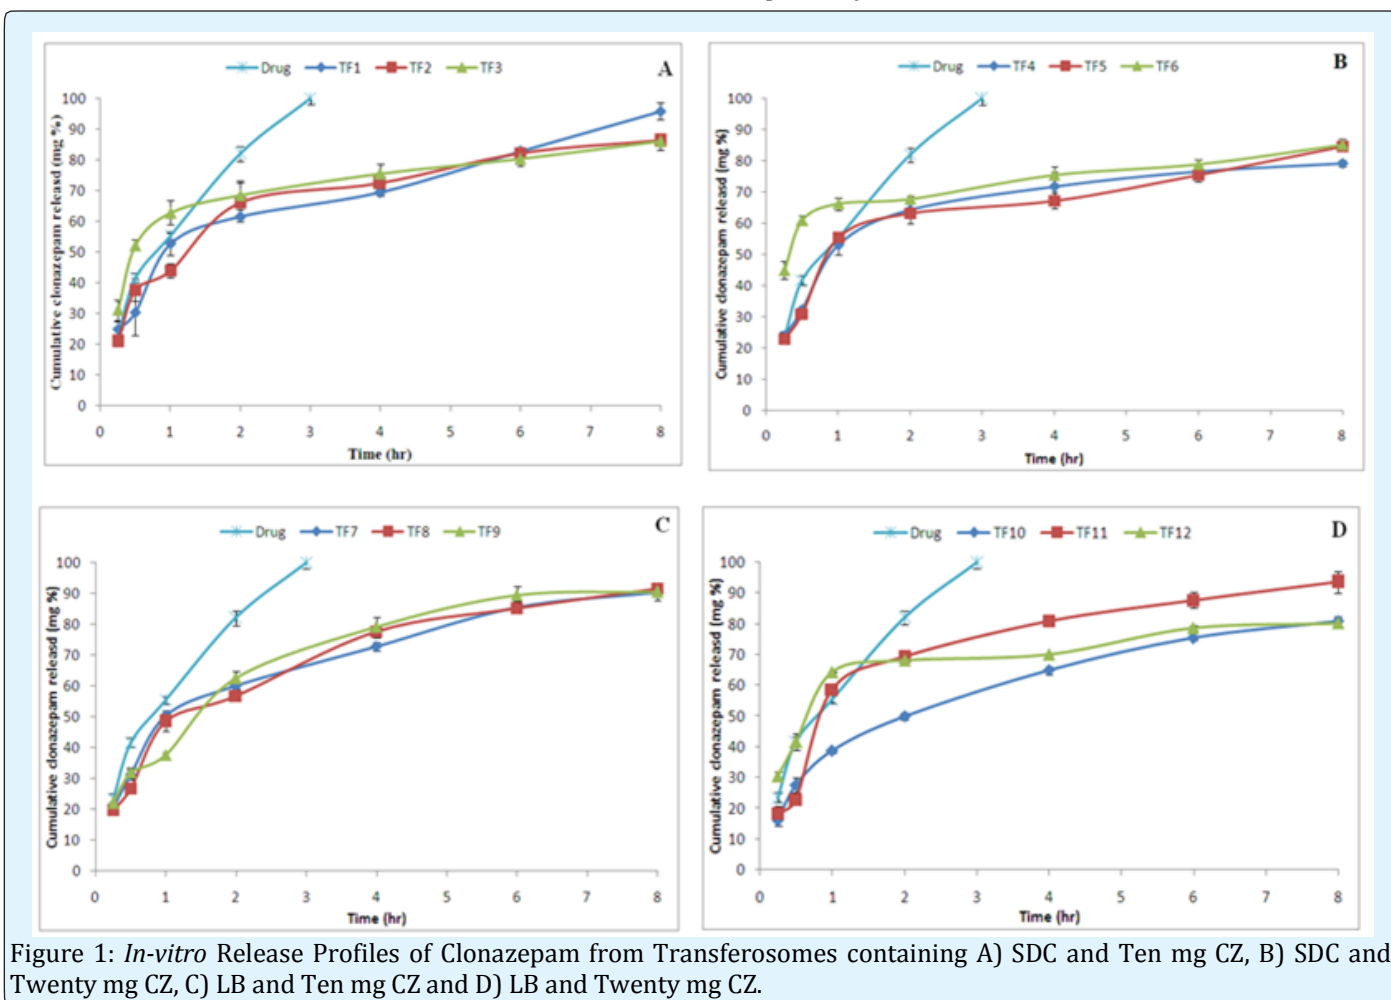 Drug TF1 TF2 TF3
A
Cumulative clonazepam releasd (mg %)
100
90
80
70
60
50
40
30
20
10
0
0 1 2 3 4 5 6 7 8
Time (hr)
Drug TF4 TF5 TF6
B
Cumulative clonazepam releasd (mg %)
100
90
80
70
60
50
40
30
20
10
0
0 1 2 3 4 5 6 7 8
Time (hr)
Drug TF7 TF8 TF9
C
Cumulative clonazepam releasd (mg %)
100
90
80
70
60
50
40
30
20
10
0
0 1 2 3 4 5 6 7 8
Time (hr)
Drug TF10 TF11 TF12
D
Cumulative clonazepam releasd (mg %)
100
90
80
70
60
50
40
30
20
10
0
0 1 2 3 4 5 6 7 8
Time (hr)
Figure 1: In-vitro Release Profiles of Clonazepam from Transferosomes containing A) SDC and Ten mg CZ, B) SDC and
Twenty mg CZ, C) LB and Ten mg CZ and D) LB and Twenty mg CZ.